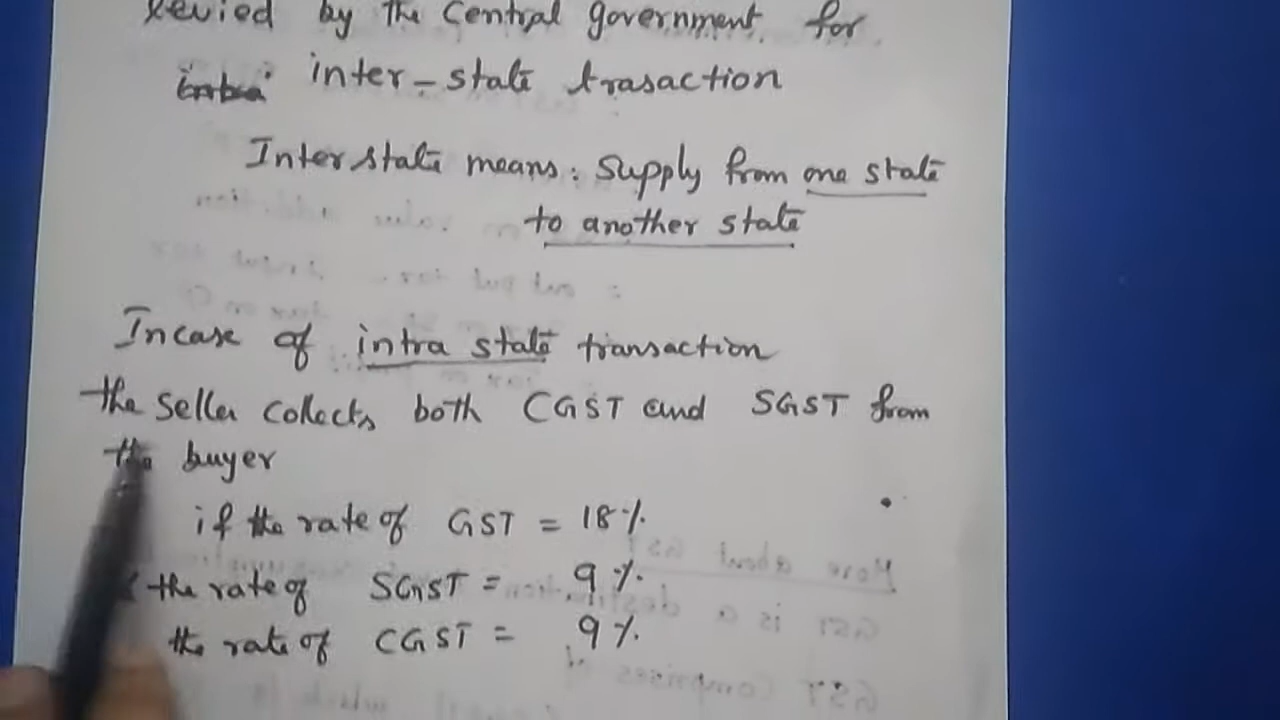 levied by the Central government for
inter-state trasaction
Interstate means: Supply from one state
to another state
Incase of intra state transaction
the seller collects both CGST and SGST from
the buyer
if the rate of GST = 18%
the rate of SGST = 9%
the rate of CGST = 9%